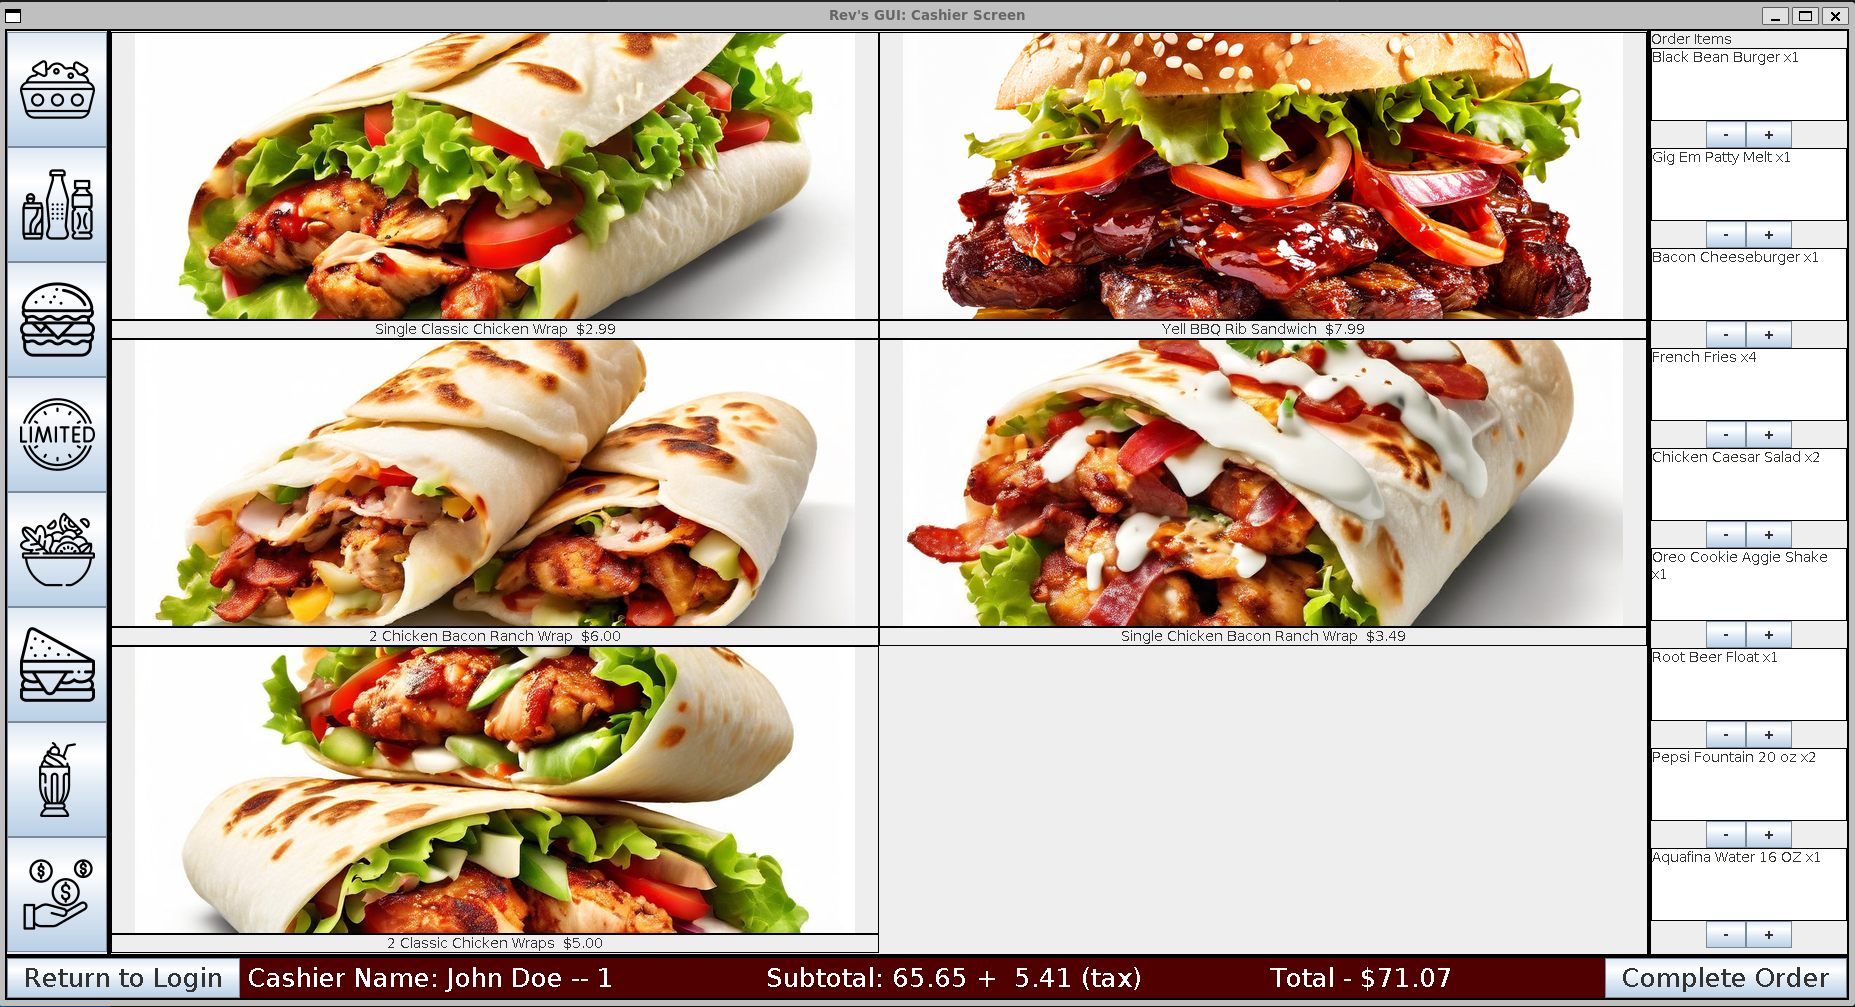 Rev's GUI: Cashier Screen
LIMITED
Single Classic Chicken Wrap $2.99
Yell BBQ Rib Sandwich $7.99
2 Chicken Bacon Ranch Wrap $6.00
Single Chicken Bacon Ranch Wrap $3.49
2 Classic Chicken Wraps $5.00
Order Items
Black Bean Burger x1
- +
Gig Em Patty Melt x1
- +
Bacon Cheeseburger x1
- +
French Fries x4
- +
Chicken Caesar Salad x2
- +
Oreo Cookie Aggie Shake
x1
- +
Root Beer Float x1
- +
Pepsi Fountain 20 oz x2
- +
Aquafina Water 16 OZ x1
- +
Return to Login
Cashier Name: John Doe -- 1
Subtotal: 65.65 + 5.41 (tax)
Total - $71.07
Complete Order